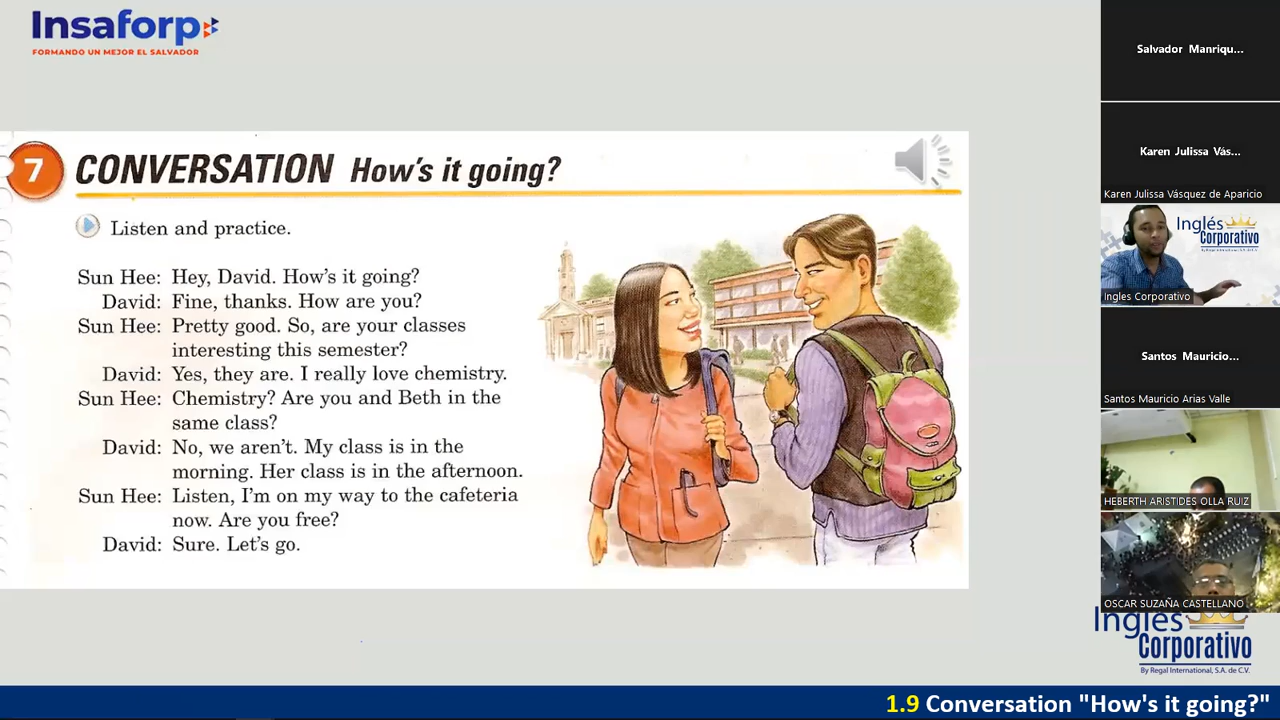 Insaforp
FORMANDO UN MEJOR EL SALVADOR
7 CONVERSATION How's it going?
Listen and practice.
Sun Hee: Hey, David. How's it going?
David: Fine, thanks. How are you?
Sun Hee: Pretty good. So, are your classes
interesting this semester?
David: Yes, they are. I really love chemistry.
Sun Hee: Chemistry? Are you and Beth in the
same class?
David: No, we aren't. My class is in the
morning. Her class is in the afternoon.
Sun Hee: Listen, I'm on my way to the cafeteria
now. Are you free?
David: Sure. Let's go.
Salvador Manriqu...
Karen Julissa Vás...
Karen Julissa Vásquez de Aparicio
Inglés
Corporativo
By Regal International, S.A. de C.V.
Ingles Corporativo
Santos Mauricio...
Santos Mauricio Arias Valle
HEBERTH ARISTIDES OLLA RUIZ
OSCAR SUZAÑA CASTELLANO
Inglés
Corporativo
By Regal International, S.A. de C.V.
1.9 Conversation "How's it going?"